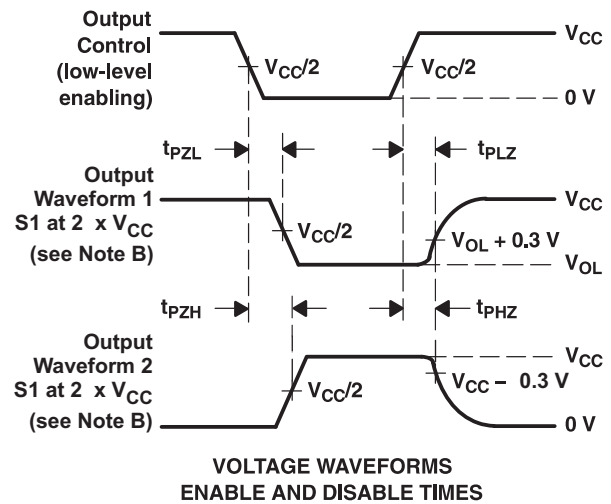 Output
Control
(low-level
enabling)
VCC/2
VCC/2
VCC
0 V
tPZL
tPLZ
Output
Waveform 1
S1 at 2 x VCC
(see Note B)
VCC/2
VCC
VOL + 0.3 V
VOL
tPZH
tPHZ
Output
Waveform 2
S1 at 2 x VCC
(see Note B)
VCC/2
VCC
VCC − 0.3 V
0 V
VOLTAGE WAVEFORMS
ENABLE AND DISABLE TIMES